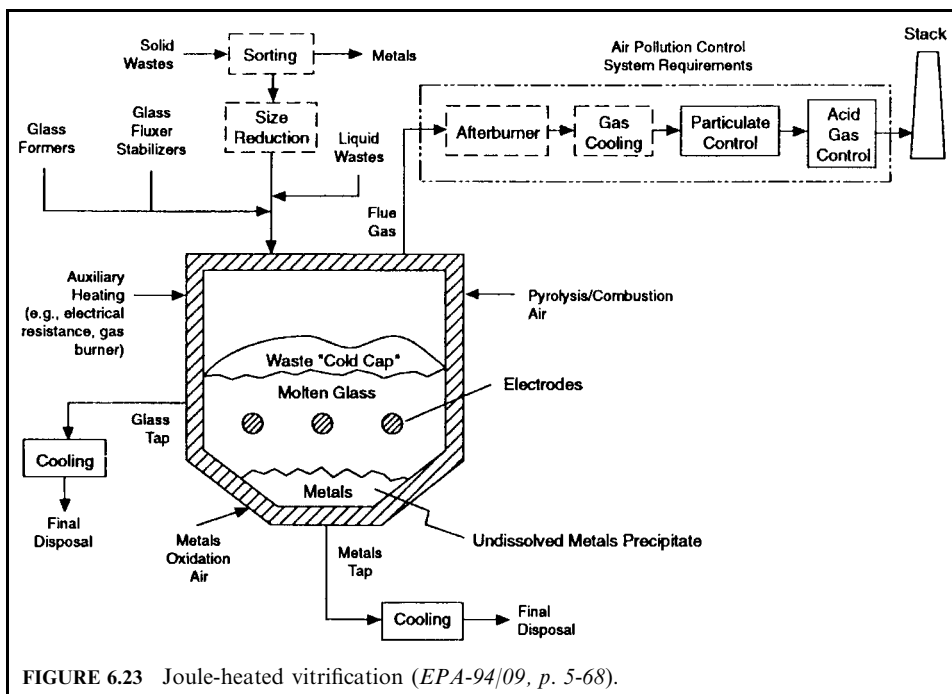 Solid
Wastes
Sorting
Metals
Size
Reduction
Glass
Formers
Glass
Fluxer
Stabilizers
Liquid
Wastes
Air Pollution Control
System Requirements
Stack
Afterburner
Gas
Cooling
Particulate
Control
Acid
Gas
Control
Flue
Gas
Auxiliary
Heating
(e.g., electrical
resistance, gas
burner)
Pyrolysis/Combustion
Air
Waste "Cold Cap"
Molten Glass
Electrodes
Glass
Tap
Cooling
Final
Disposal
Metals
Metals
Oxidation
Air
Undissolved Metals Precipitate
Metals
Tap
Cooling
Final
Disposal
FIGURE 6.23 Joule-heated vitrification (EPA-94/09, p. 5-68).